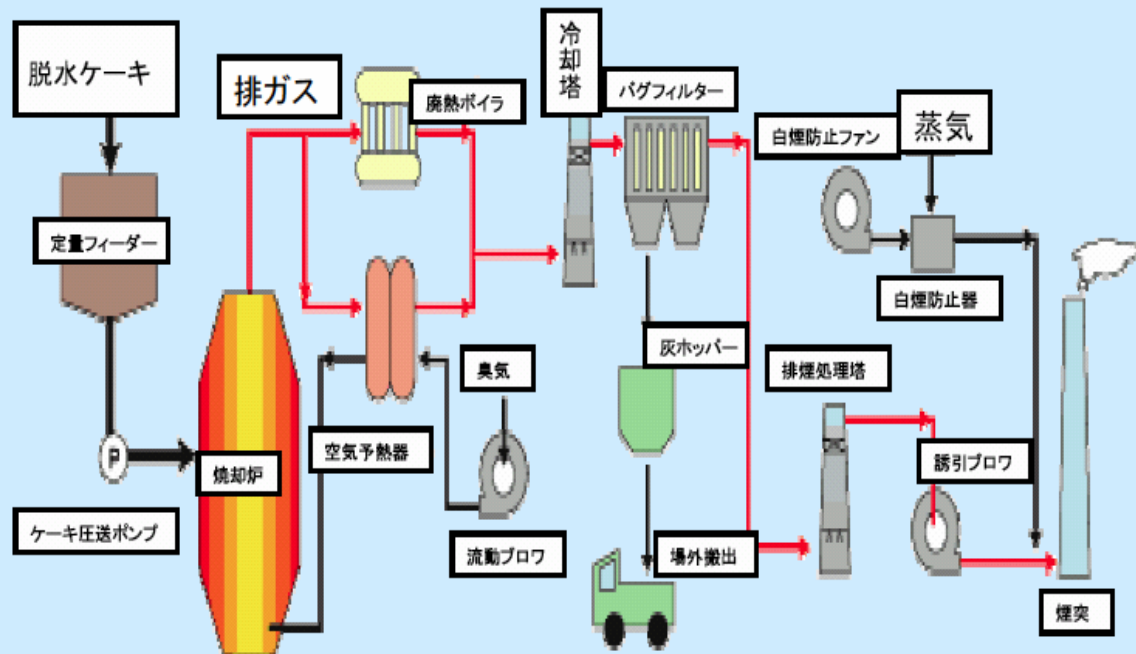 脱水ケーキ
排ガス
廃熱ボイラ
冷却塔
バグフィルター
白煙防止ファン
蒸気
定量フィーダー
白煙防止器
灰ホッパー
臭気
排煙処理塔
空気予熱器
焼却炉
誘引ブロワ
P
ケーキ圧送ポンプ
流動ブロワ
場外搬出
煙突